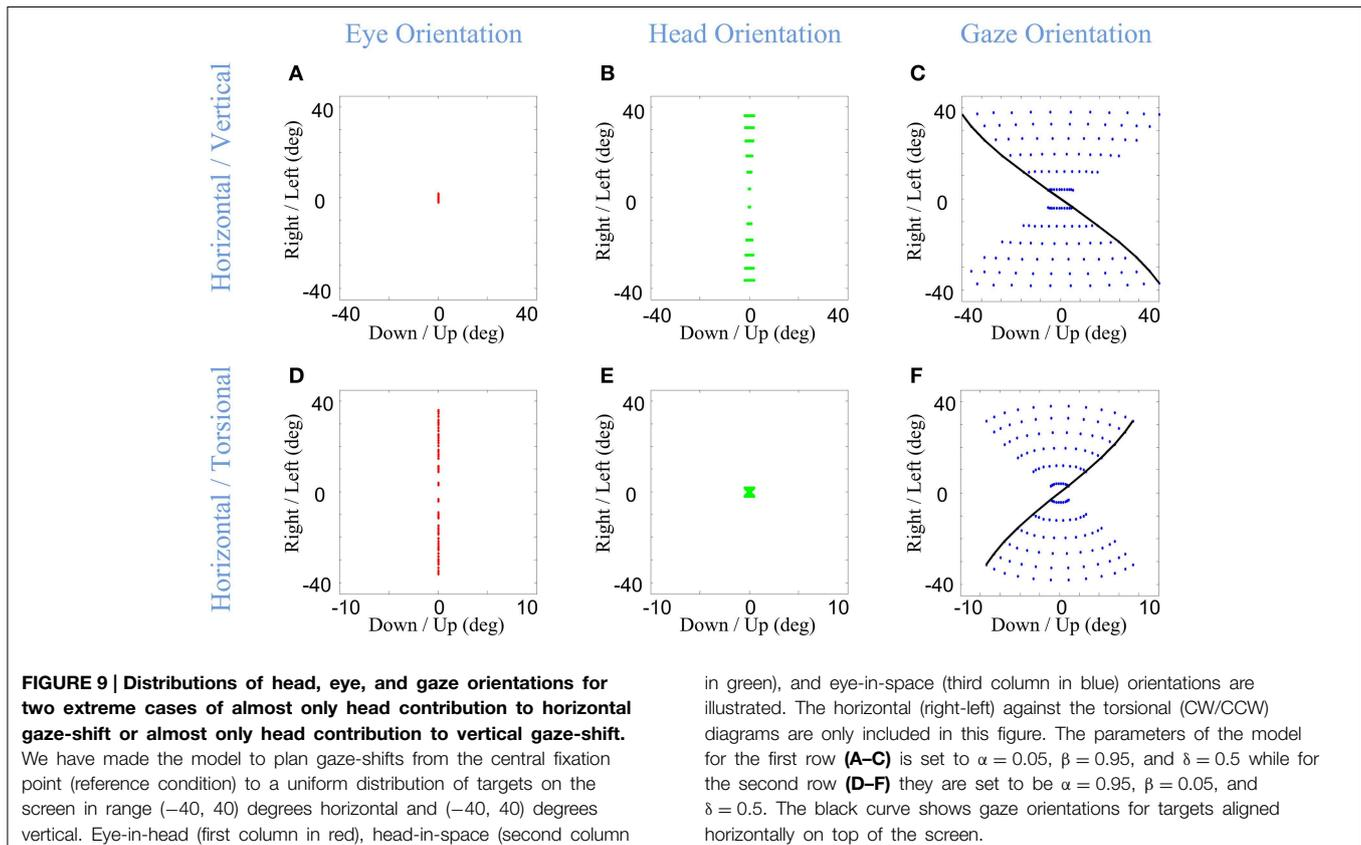 Eye Orientation
Head Orientation
Gaze Orientation
Horizontal / Vertical
A
40
0
-40
Right / Left (deg)
-40 0 40
Down / Up (deg)
B
40
0
-40
Right / Left (deg)
-40 0 40
Down / Up (deg)
C
40
0
-40
Right / Left (deg)
-40 0 40
Down / Up (deg)
Horizontal / Torsional
D
40
0
-40
Right / Left (deg)
-10 0 10
Down / Up (deg)
E
40
0
-40
Right / Left (deg)
-10 0 10
Down / Up (deg)
F
40
0
-40
Right / Left (deg)
-10 0 10
Down / Up (deg)
FIGURE 9 | Distributions of head, eye, and gaze orientations for
two extreme cases of almost only head contribution to horizontal
gaze-shift or almost only head contribution to vertical gaze-shift.
We have made the model to plan gaze-shifts from the central fixation
point (reference condition) to a uniform distribution of targets on the
screen in range (−40, 40) degrees horizontal and (−40, 40) degrees
vertical. Eye-in-head (first column in red), head-in-space (second column
in green), and eye-in-space (third column in blue) orientations are
illustrated. The horizontal (right-left) against the torsional (CW/CCW)
diagrams are only included in this figure. The parameters of the model
for the first row (A–C) is set to α = 0.05, β = 0.95, and δ = 0.5 while for
the second row (D–F) they are set to be α = 0.95, β = 0.05, and
δ = 0.5. The black curve shows gaze orientations for targets aligned
horizontally on top of the screen.